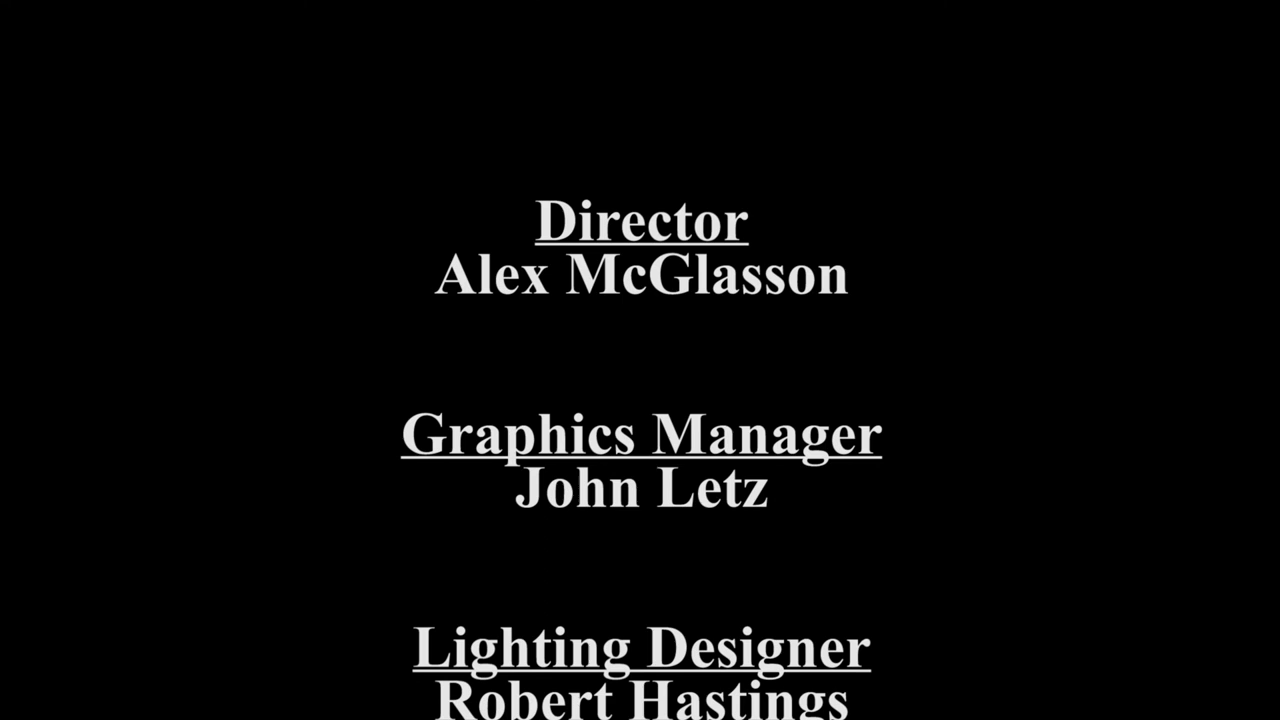 Director
Alex McGlasson
Graphics Manager
John Letz
Lighting Designer
Robert Hastings